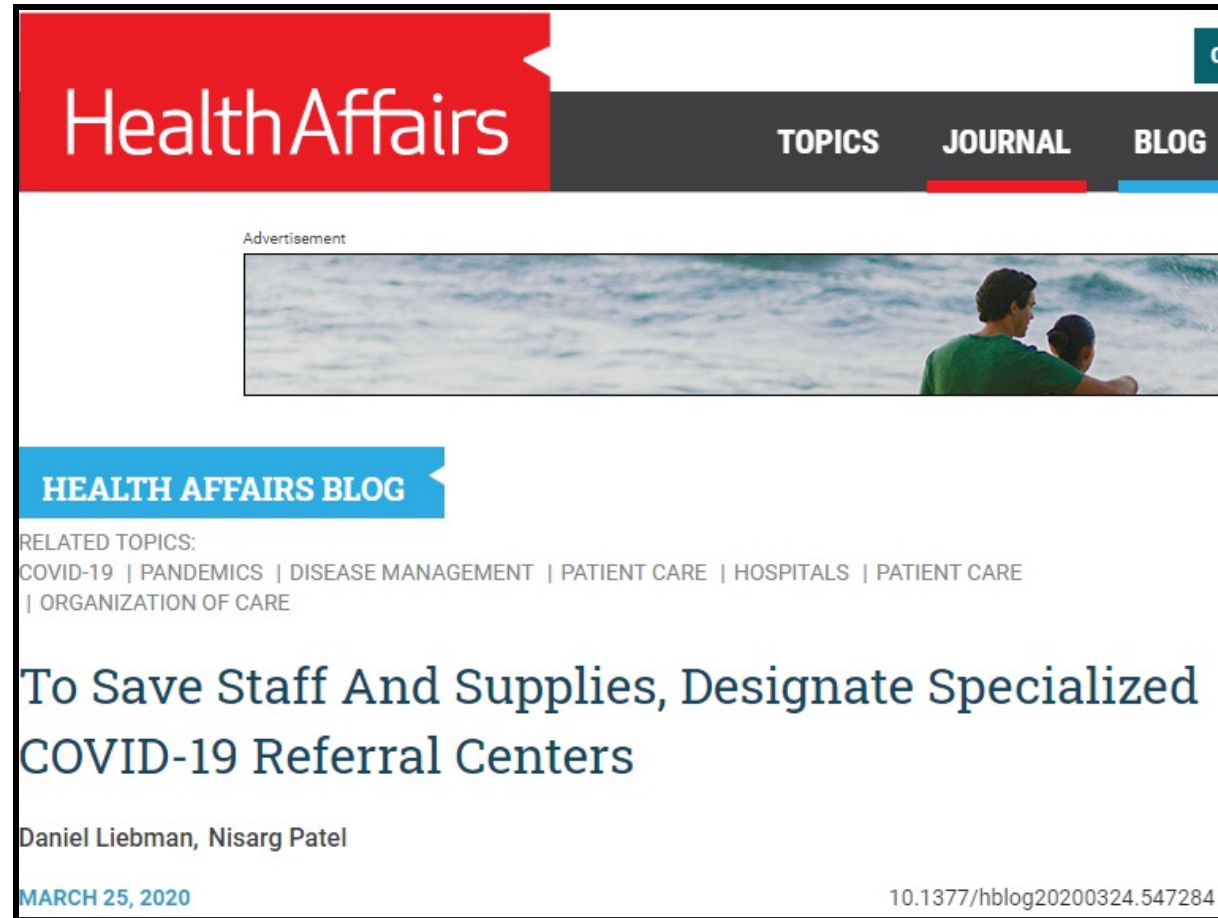 HealthAffairs
TOPICS JOURNAL BLOG
Advertisement
HEALTH AFFAIRS BLOG
RELATED TOPICS:
COVID-19 | PANDEMICS | DISEASE MANAGEMENT | PATIENT CARE | HOSPITALS | PATIENT CARE
| ORGANIZATION OF CARE
To Save Staff And Supplies, Designate Specialized
COVID-19 Referral Centers
Daniel Liebman, Nisarg Patel
MARCH 25, 2020 10.1377/hblog20200324.547284